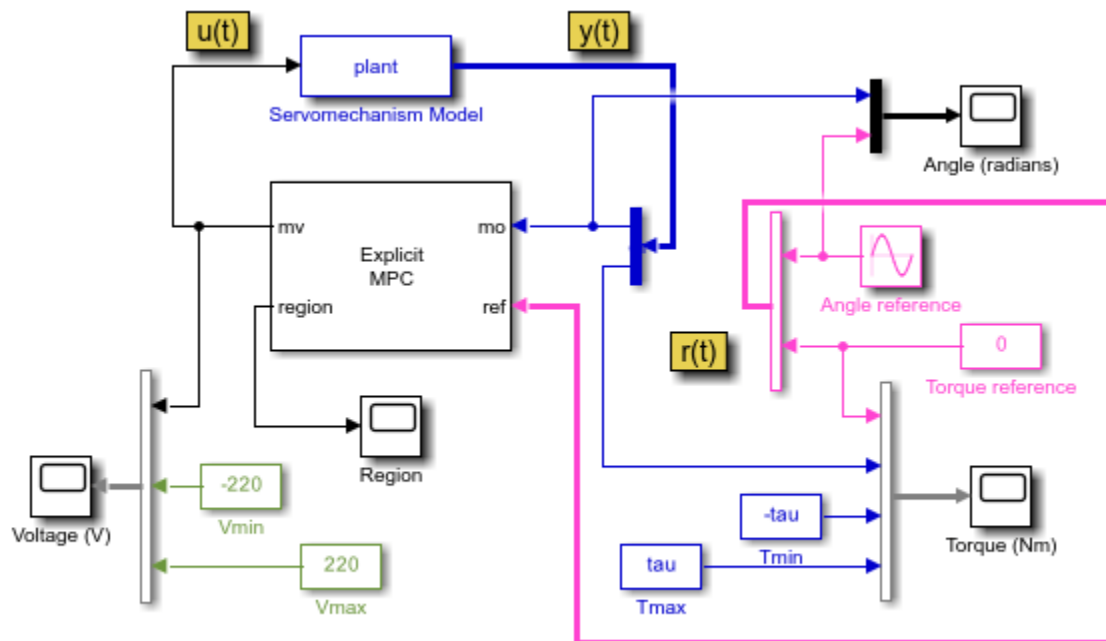 u(t)
y(t)
plant
Servomechanism Model
Angle (radians)
mv
mo
Explicit
MPC
region
ref
Angle reference
r(t)
0
Torque reference
Region
-220
Vmin
Voltage (V)
220
Vmax
-tau
Tmin
tau
Tmax
Torque (Nm)